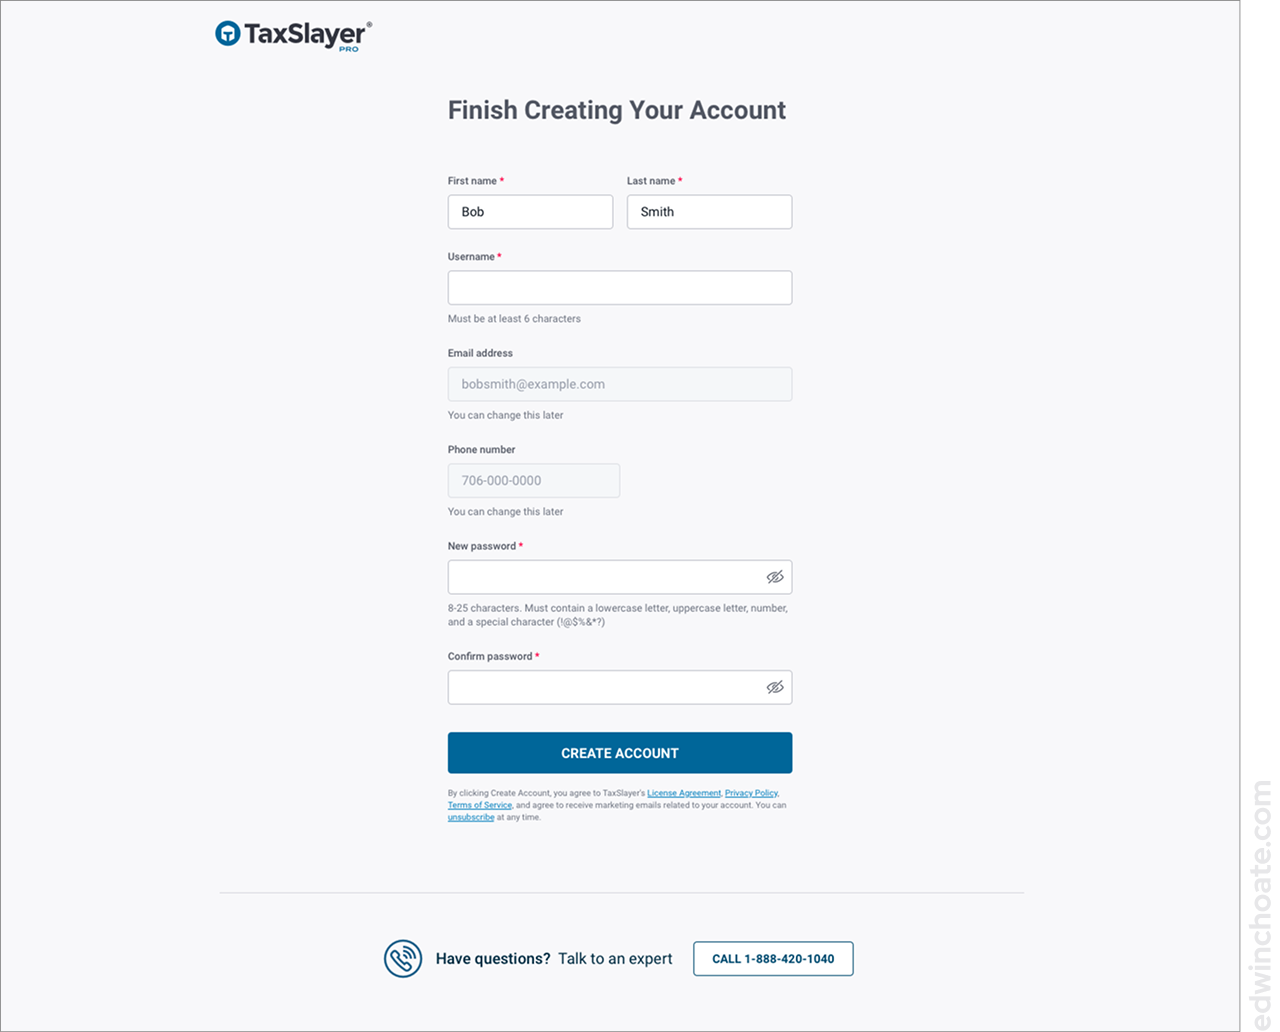 TaxSlayer®
PRO
Finish Creating Your Account
First name * Last name *
Bob Smith
Username *
Must be at least 6 characters
Email address
bobsmith@example.com
You can change this later
Phone number
706-000-0000
You can change this later
New password *
8-25 characters. Must contain a lowercase letter, uppercase letter, number,
and a special character (!@$%&*?)
Confirm password *
CREATE ACCOUNT
By clicking Create Account, you agree to TaxSlayer's License Agreement, Privacy Policy,
Terms of Service, and agree to receive marketing emails related to your account. You can
unsubscribe at any time.
Have questions? Talk to an expert CALL 1-888-420-1040
edwinchoate.com